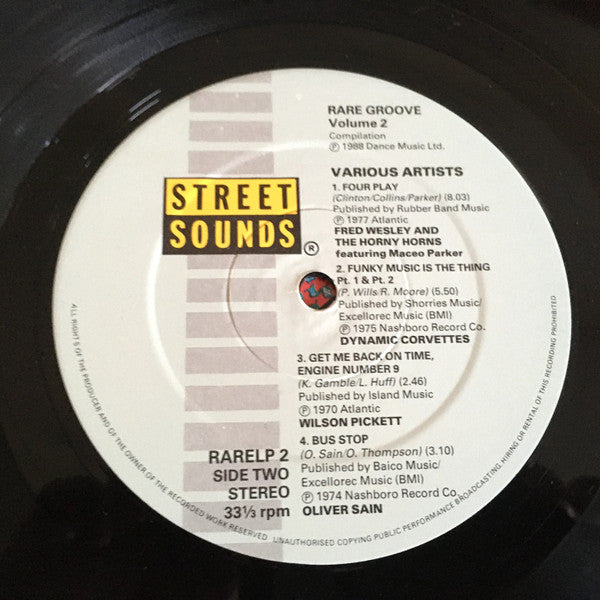 RARE GROOVE
Volume 2
Compilation
℗ 1988 Dance Music Ltd.
STREET
SOUNDS
®
VARIOUS ARTISTS
1. FOUR PLAY
(Clinton/Collins/Parker) (8.03)
Published by Rubber Band Music
℗ 1977 Atlantic
FRED WESLEY AND
THE HORNY HORNS
featuring Maceo Parker
2. FUNKY MUSIC IS THE THING
Pt. 1 & Pt. 2
(P. Wills/R. Moore) (5.50)
Published by Shorries Music/
Excellorec Music (BMI)
℗ 1975 Nashboro Record Co.
DYNAMIC CORVETTES
3. GET ME BACK ON TIME,
ENGINE NUMBER 9
(K. Gamble/L. Huff) (2.46)
Published by Island Music
℗ 1970 Atlantic
WILSON PICKETT
4. BUS STOP
(O. Sain/O. Thompson) (3.10)
Published by Baico Music/
Excellorec Music (BMI)
℗ 1974 Nashboro Record Co.
OLIVER SAIN
RARELP 2
SIDE TWO
STEREO
33⅓ rpm
ALL RIGHTS OF THE PRODUCER AND OF THE OWNER OF THE RECORDED WORK RESERVED. UNAUTHORISED COPYING PUBLIC PERFORMANCE BROADCASTING, HIRING OR RENTAL OF THIS RECORDING PROHIBITED